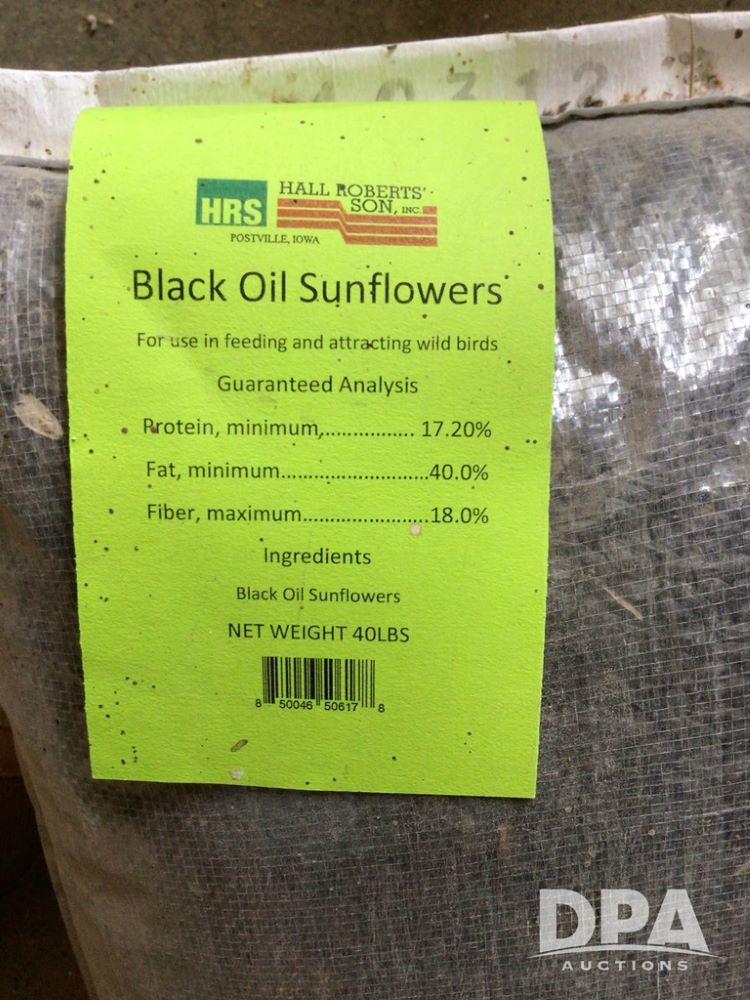 HRS
HALL ROBERTS'
SON, INC.
POSTVILLE, IOWA
Black Oil Sunflowers
For use in feeding and attracting wild birds
Guaranteed Analysis
Protein, minimum,................ 17.20%
Fat, minimum............................40.0%
Fiber, maximum........................18.0%
Ingredients
Black Oil Sunflowers
NET WEIGHT 40LBS
8 50046 50617 8
DPA
AUCTIONS